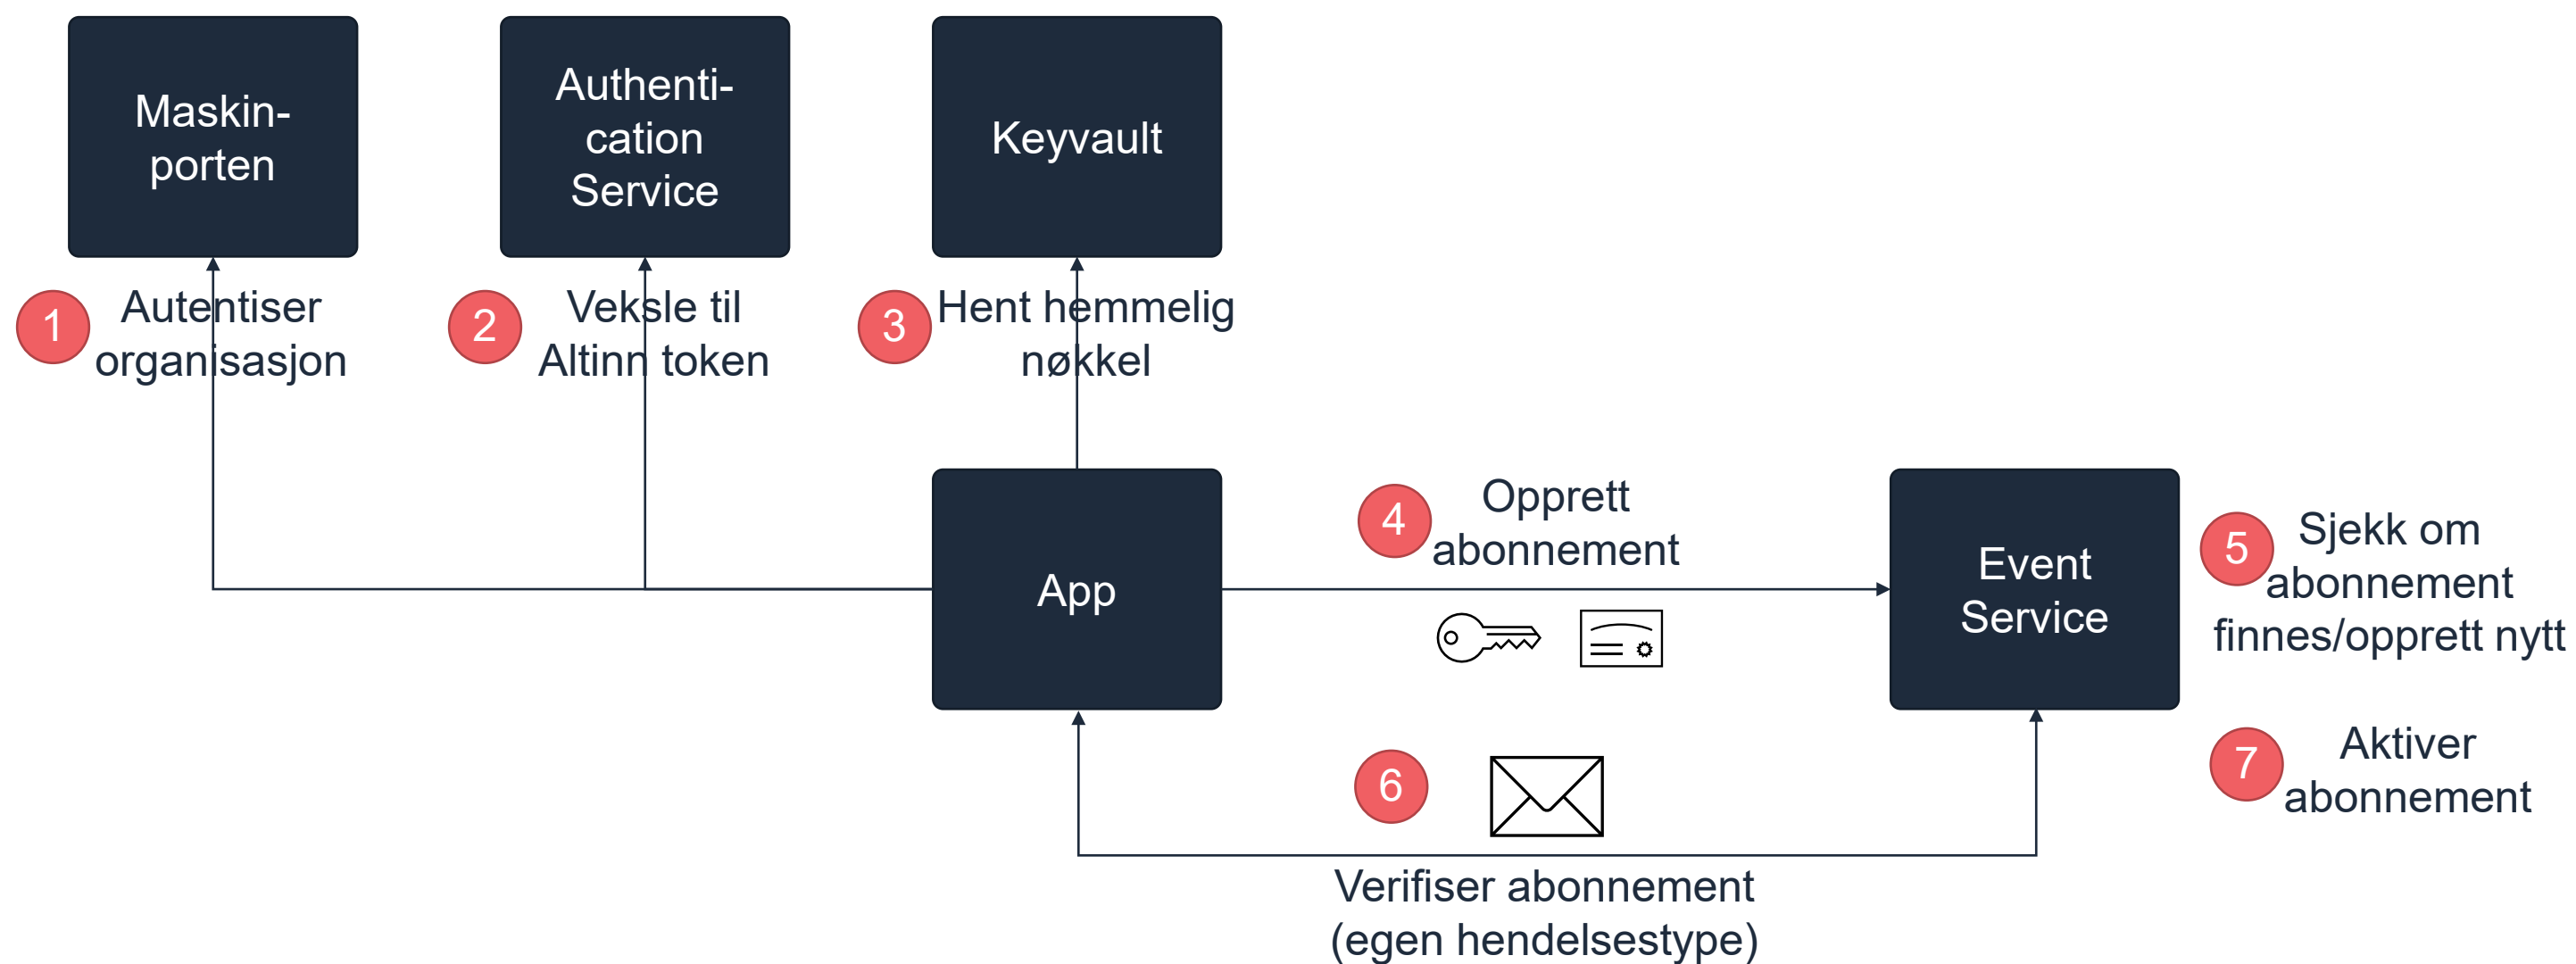 Maskin-
porten
Authenti-
cation
Service
Keyvault
1
Autentiser
organisasjon
2
Veksle til
Altinn token
3
Hent hemmelig
nøkkel
App
4
Opprett
abonnement
Event
Service
5
Sjekk om
abonnement
finnes/opprett nytt
6
Verifiser abonnement
(egen hendelsestype)
7
Aktiver
abonnement